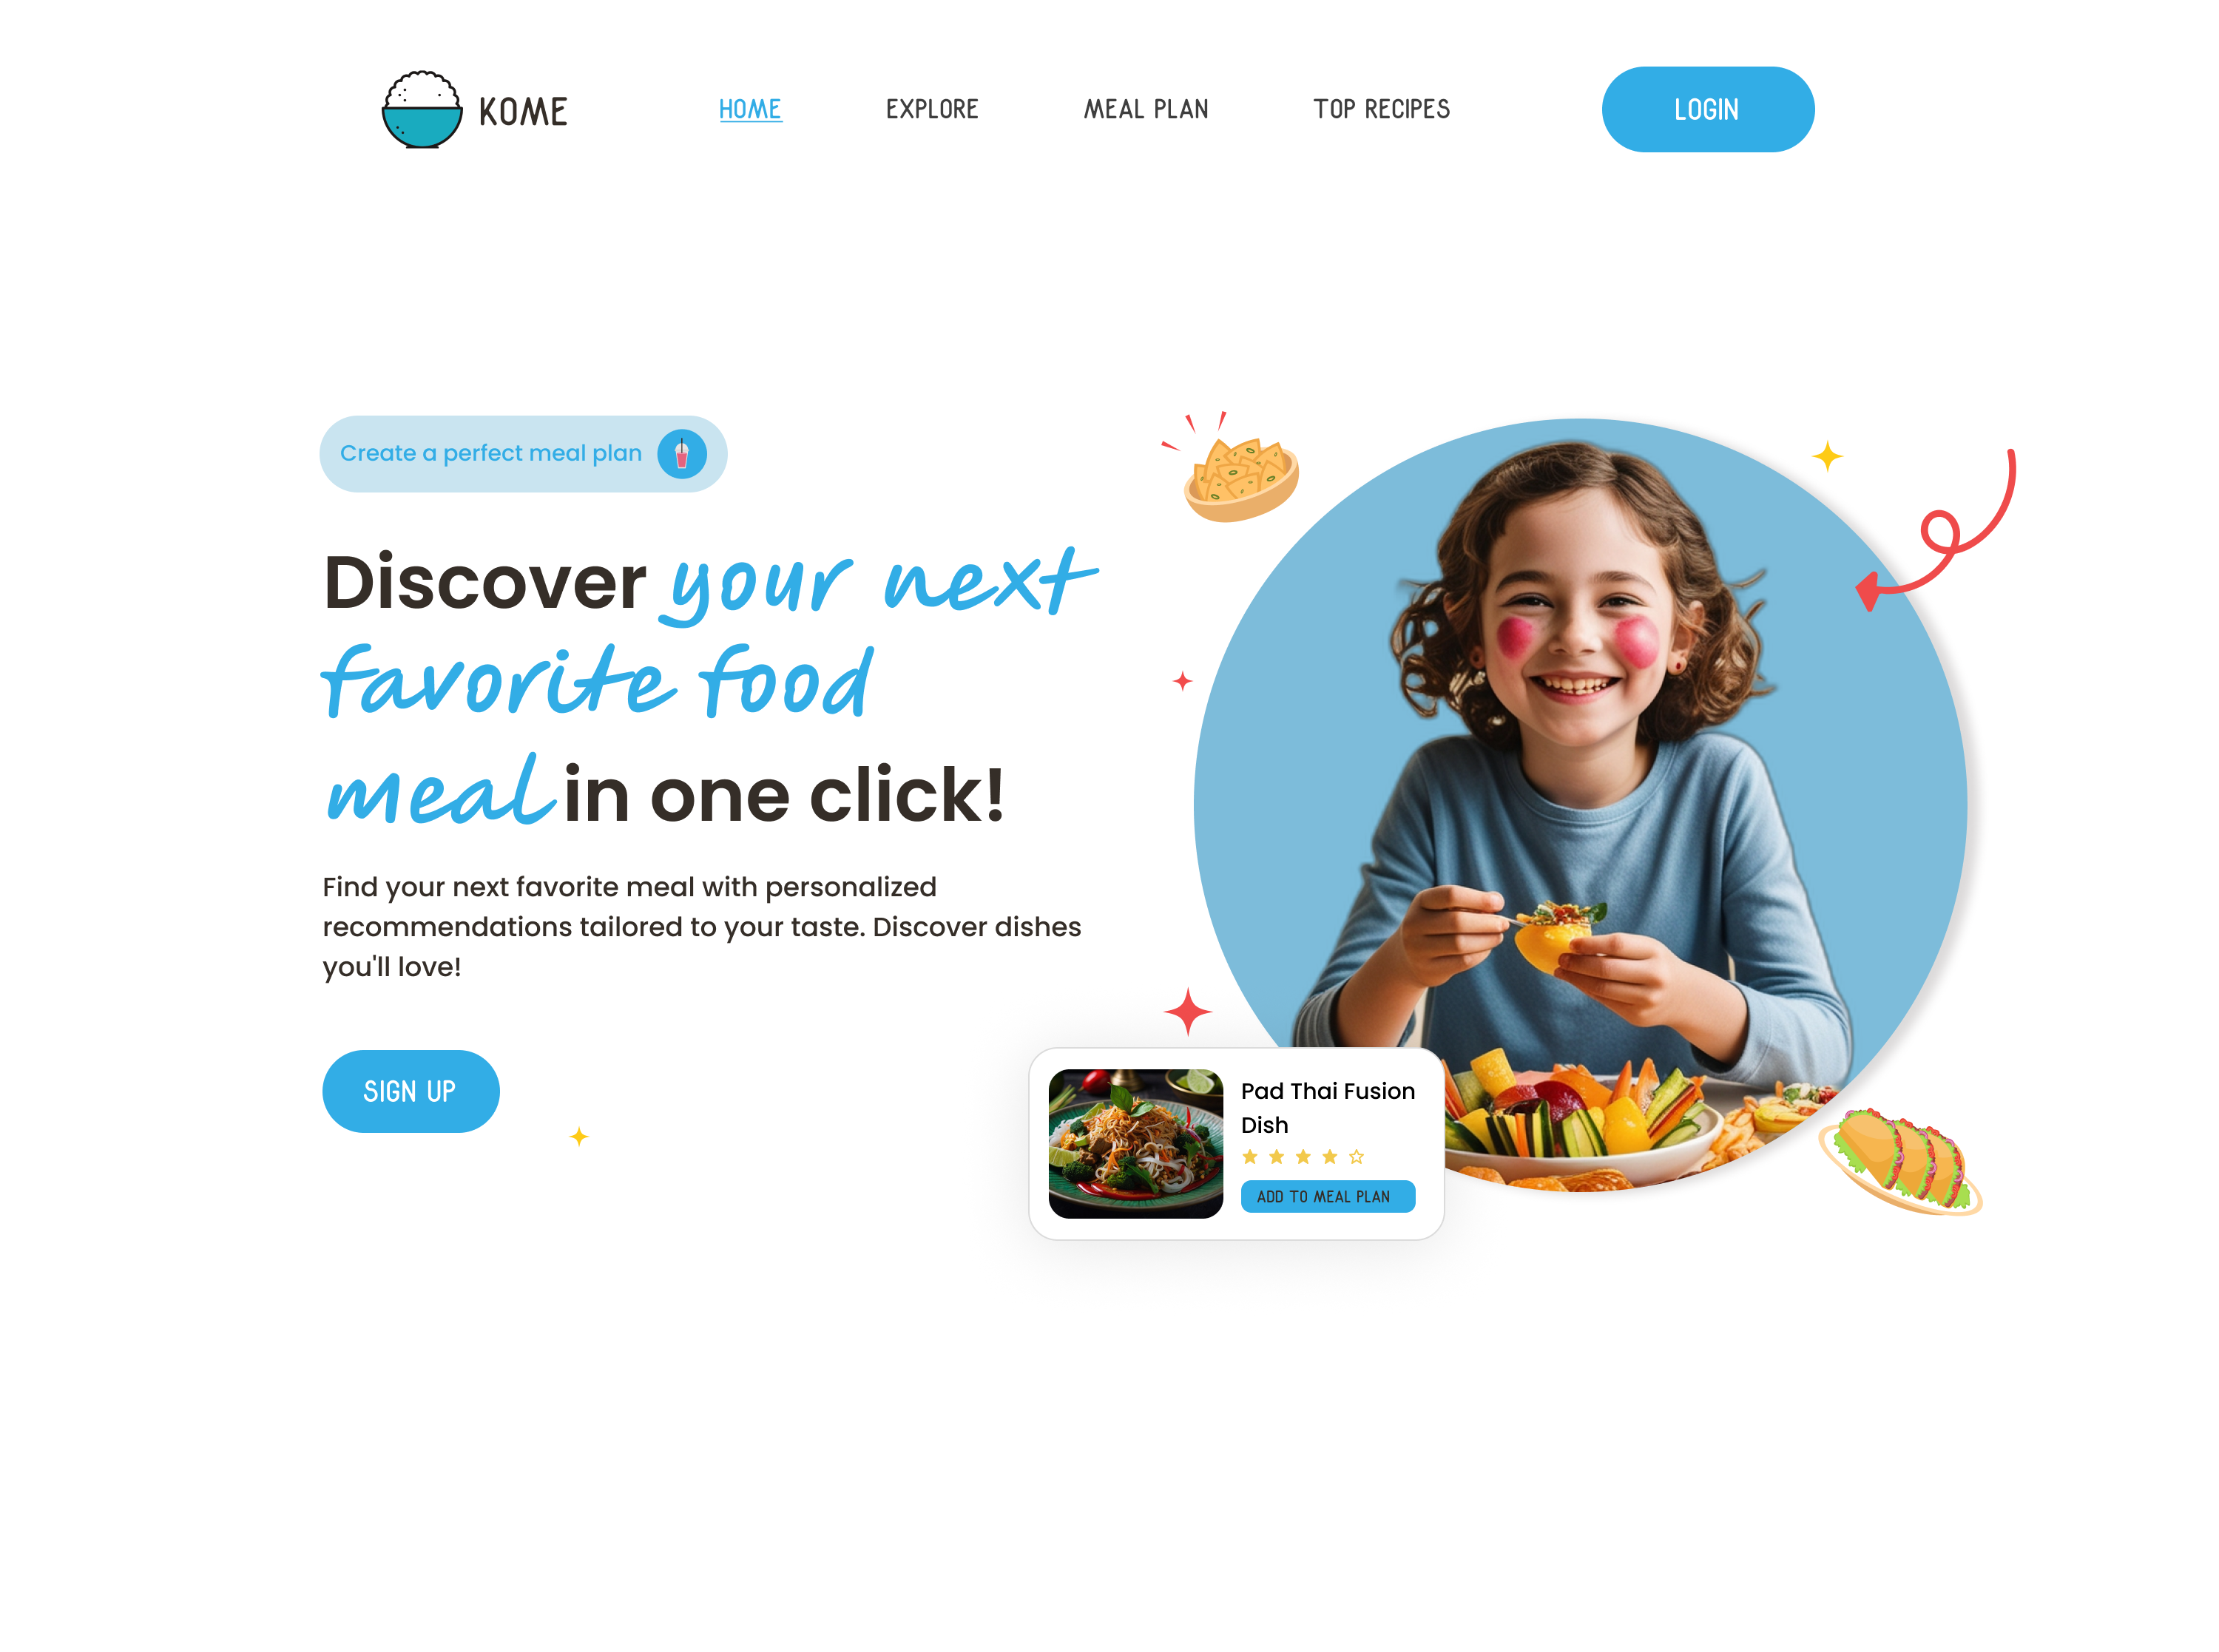 KOME
HOME
EXPLORE
MEAL PLAN
TOP RECIPES
LOGIN
Create a perfect meal plan
Discover your next
favorite food
meal in one click!
Find your next favorite meal with personalized
recommendations tailored to your taste. Discover dishes
you'll love!
SIGN UP
Pad Thai Fusion
Dish
ADD TO MEAL PLAN